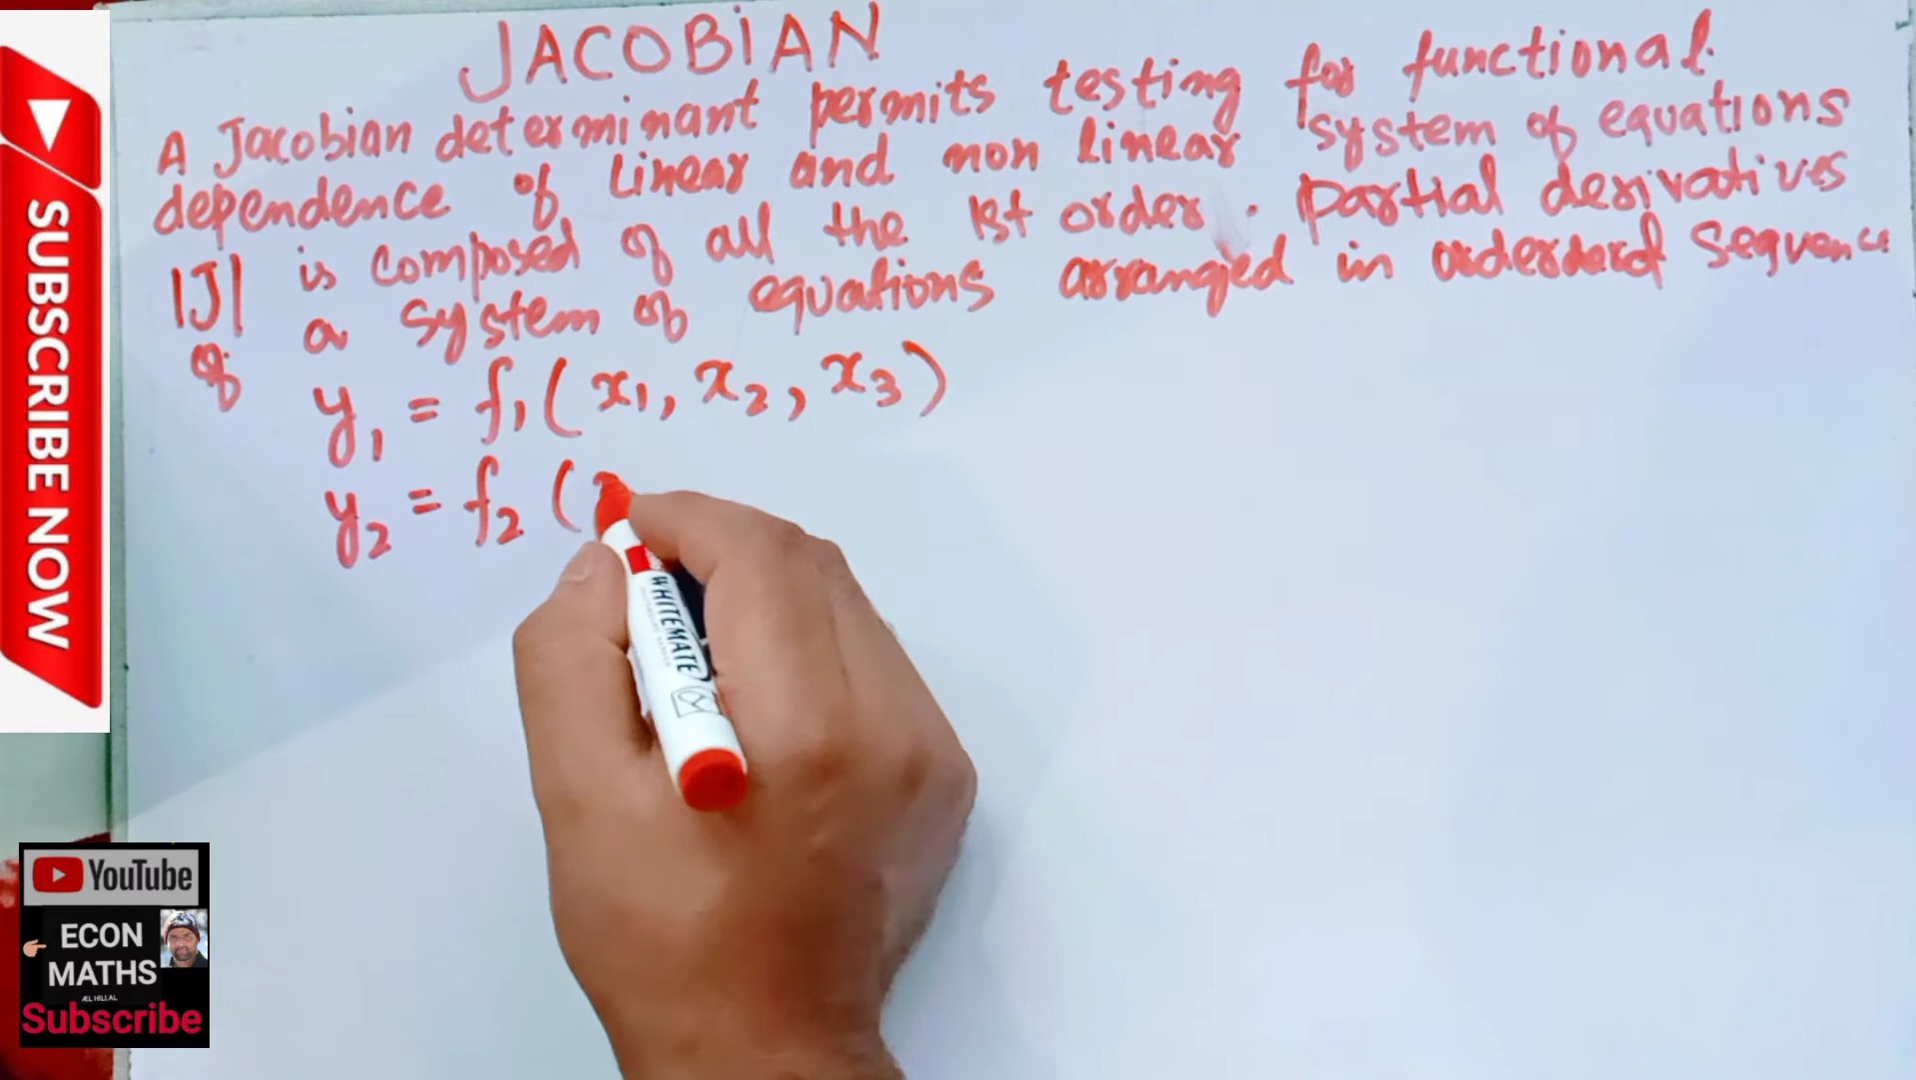 JACOBIAN
A Jacobian determinant permits testing for functional
dependence of Linear and non linear system of equations
|J| is composed of all the 1st order. Partial derivatives
of a system of equations arranged in sequence
y₁ = f₁(x₁, x₂, x₃)
y₂ = f₂ (
WHITEMATE
SUBSCRIBE NOW
YouTube
ECON
MATHS
ÆL HILLAL
Subscribe